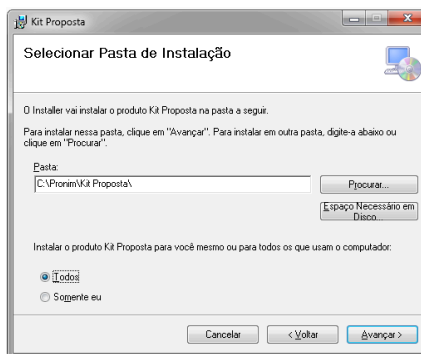 Kit Proposta
Selecionar Pasta de Instalação
O Installer vai instalar o produto Kit Proposta na pasta a seguir.
Para instalar nessa pasta, clique em "Avançar". Para instalar em outra pasta, digite-a abaixo ou
clique em "Procurar".
Pasta:
C:\Pronim\Kit Proposta\
Procurar...
Espaço Necessário em
Disco...
Instalar o produto Kit Proposta para você mesmo ou para todos os que usam o computador:
Todos
Somente eu
Cancelar
< Voltar
Avançar >